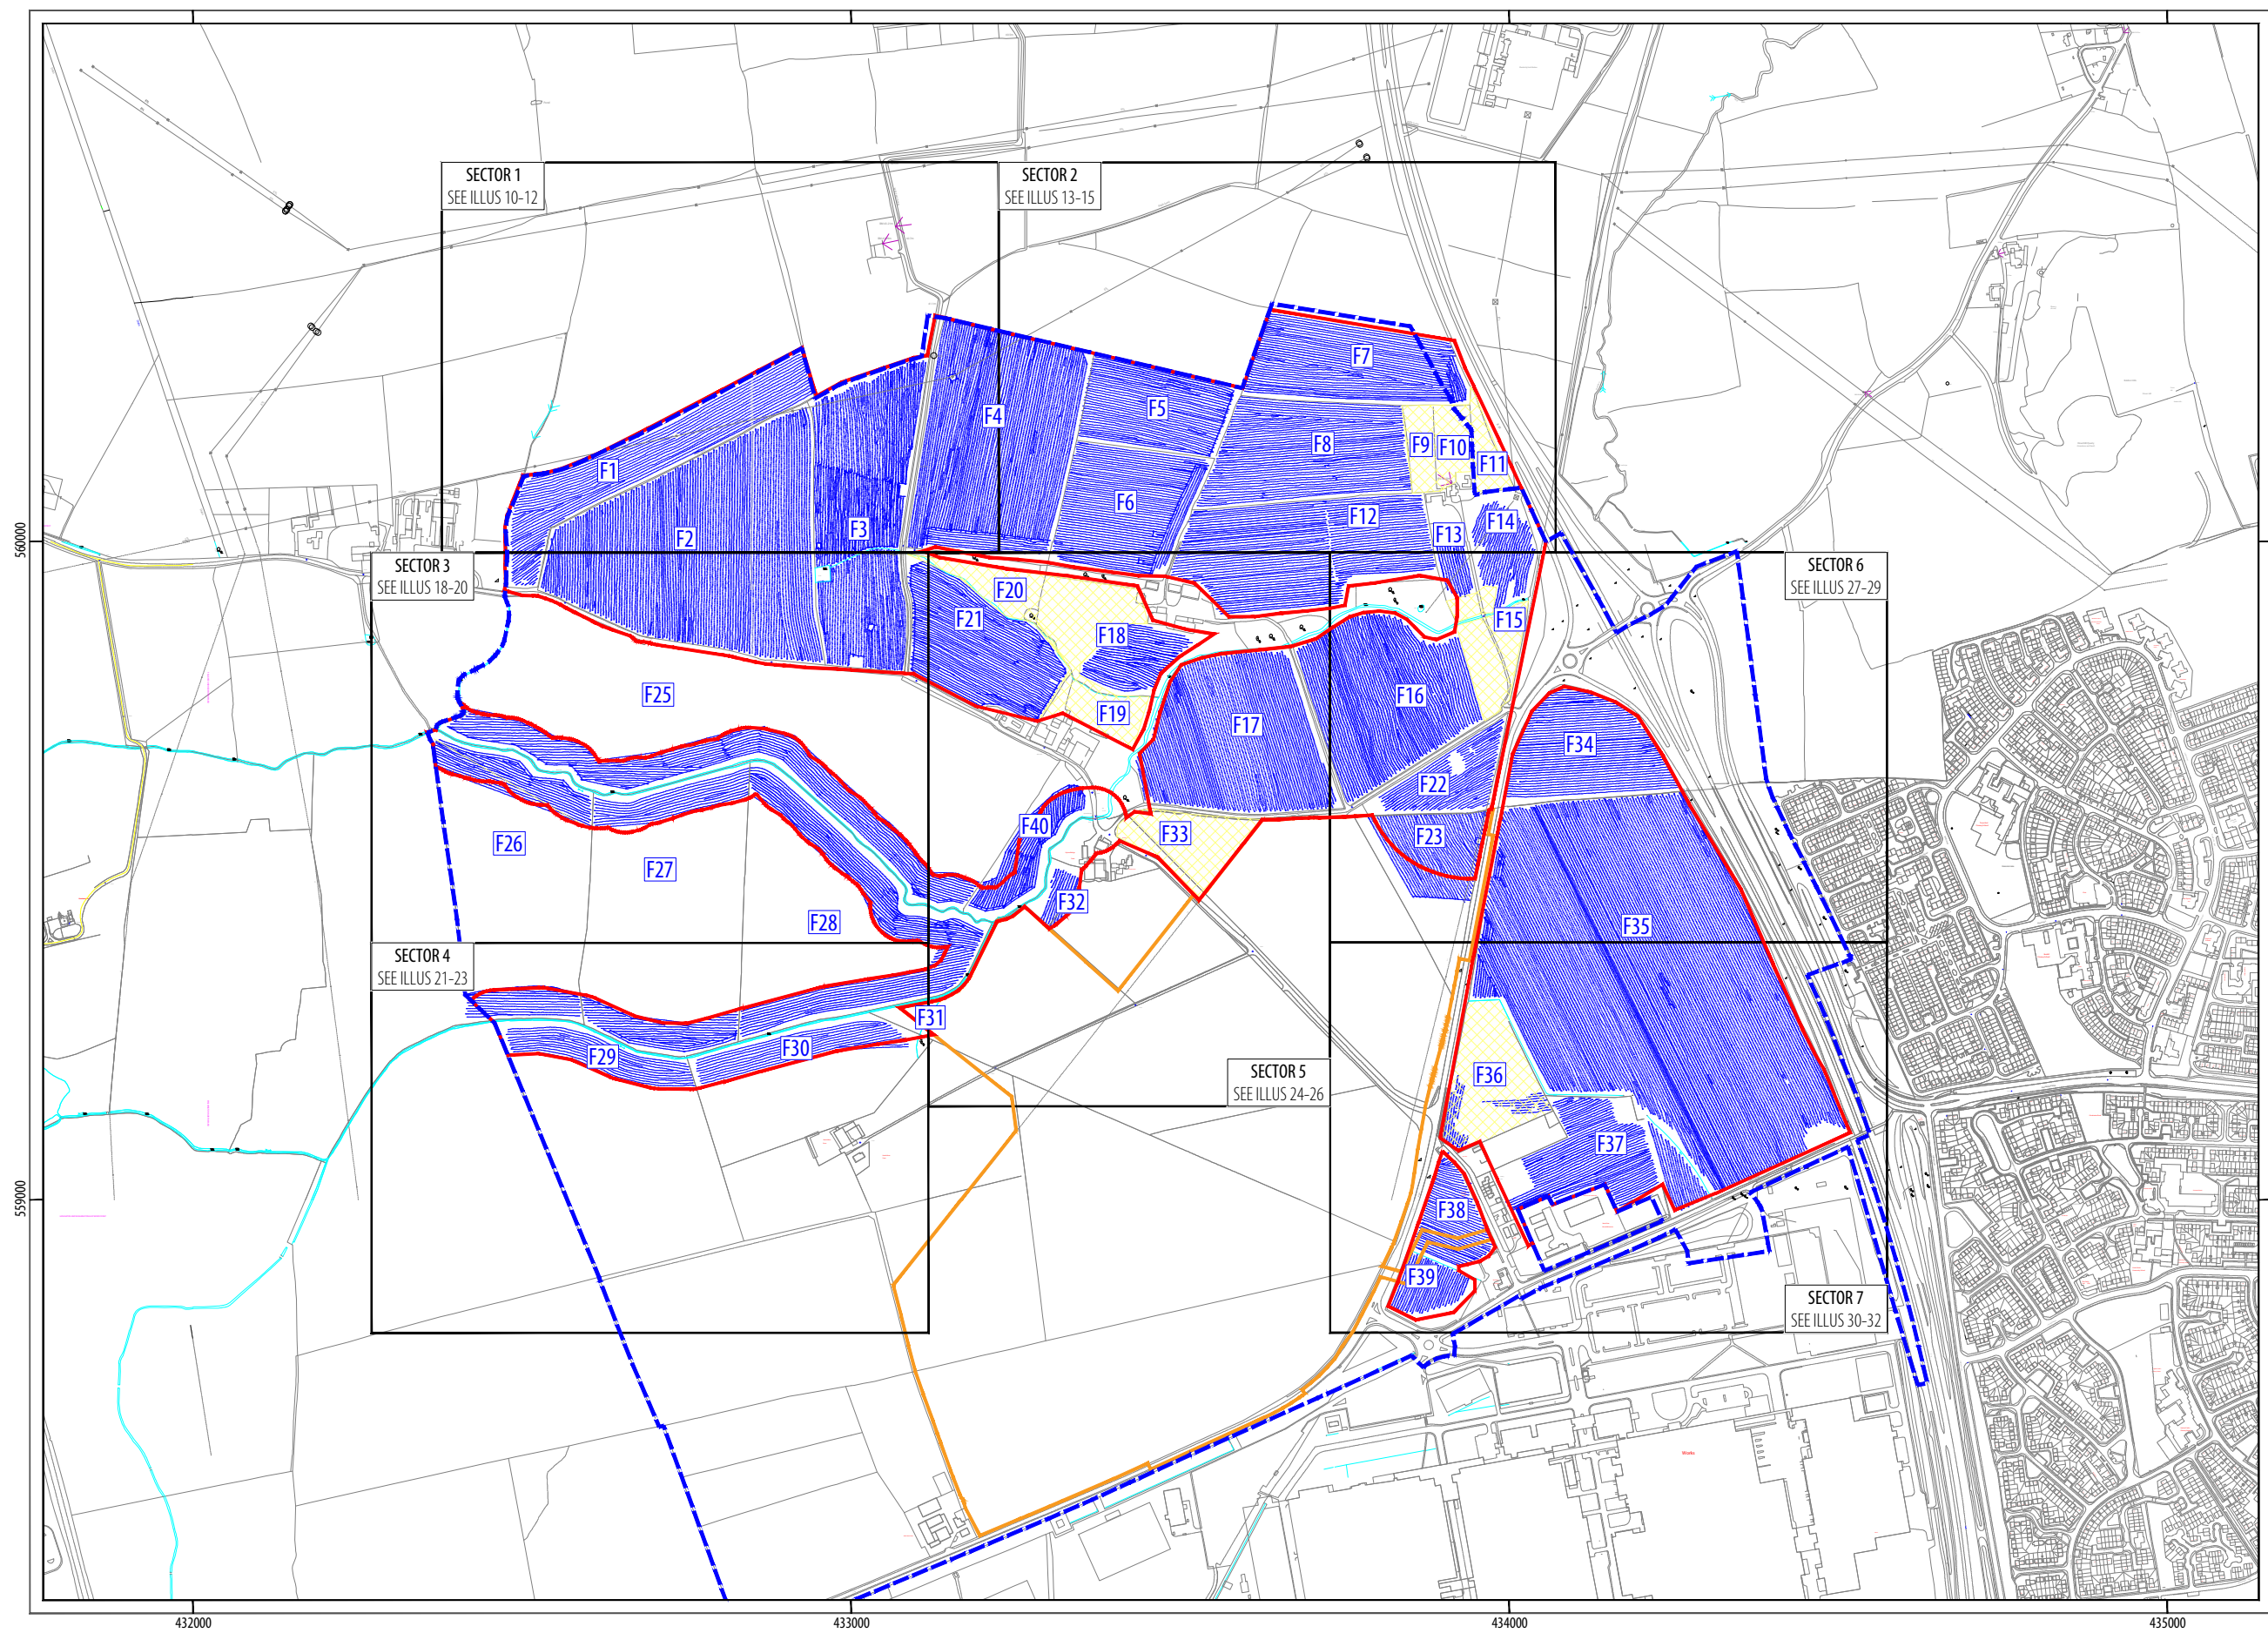 SECTOR 1
SEE ILLUS 10-12
SECTOR 2
SEE ILLUS 13-15
F7
F4
F5
F8
F9
F10
F11
F1
F6
F12
F14
F2
F3
F13
560000
SECTOR 3
SEE ILLUS 18-20
SECTOR 6
SEE ILLUS 27-29
F20
F21
F18
F15
F25
F16
F19
F17
F34
F22
F40
F33
F23
F26
F27
F32
F28
F35
SECTOR 4
SEE ILLUS 21-23
F31
F29
F30
SECTOR 5
SEE ILLUS 24-26
F36
F37
559000
F38
F39
SECTOR 7
SEE ILLUS 30-32
Works
432000
433000
434000
435000